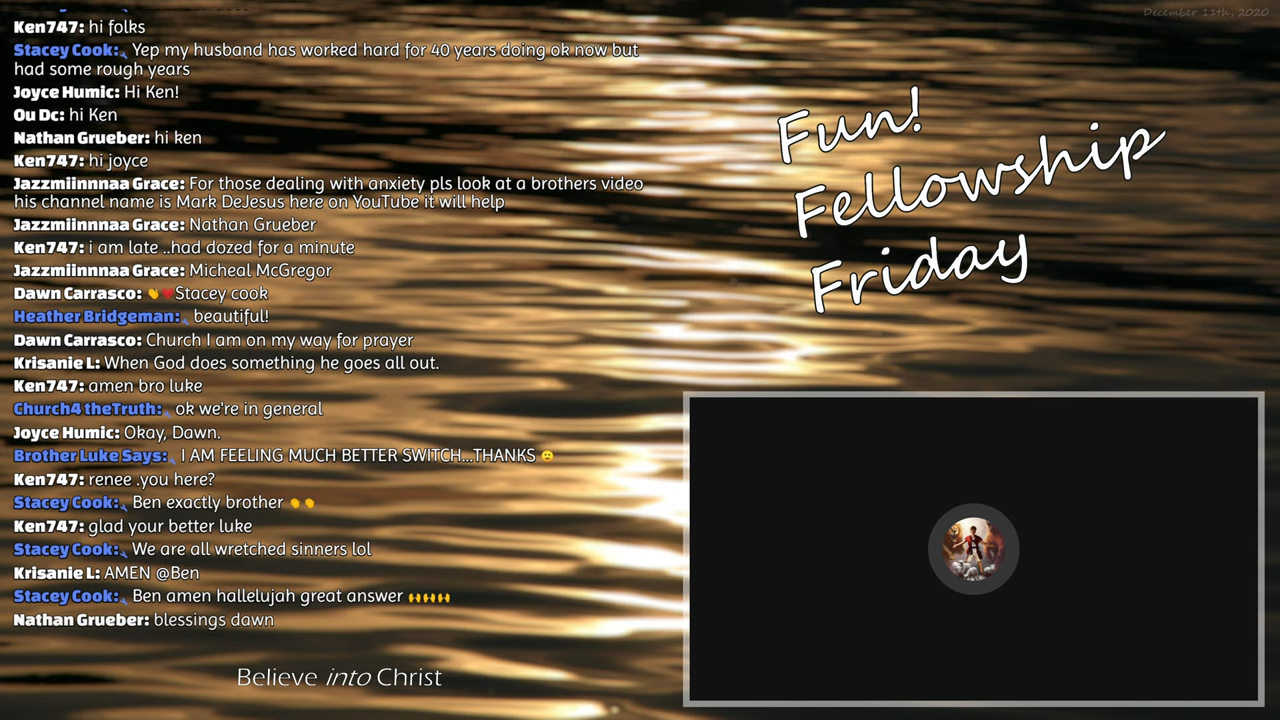 December 11th, 2020
Ken747: hi folks
Stacey Cook: Yep my husband has worked hard for 40 years doing ok now but
had some rough years
Joyce Humic: Hi Ken!
Ou Dc: hi Ken
Nathan Grueber: hi ken
Ken747: hi joyce
Jazzmiinnnaa Grace: For those dealing with anxiety pls look at a brothers video
his channel name is Mark DeJesus here on YouTube it will help
Jazzmiinnnaa Grace: Nathan Grueber
Ken747: i am late ..had dozed for a minute
Jazzmiinnnaa Grace: Micheal McGregor
Dawn Carrasco: 👏❤️Stacey cook
Heather Bridgeman: beautiful!
Dawn Carrasco: Church I am on my way for prayer
Krisanie L: When God does something he goes all out.
Ken747: amen bro luke
Church4theTruth: ok we're in general
Joyce Humic: Okay, Dawn.
Brother Luke Says: I AM FEELING MUCH BETTER SWITCH...THANKS 🙂
Ken747: renee .you here?
Stacey Cook: Ben exactly brother 👏👏
Ken747: glad your better luke
Stacey Cook: We are all wretched sinners lol
Krisanie L: AMEN @Ben
Stacey Cook: Ben amen hallelujah great answer 🙌🙌🙌
Nathan Grueber: blessings dawn
Believe into Christ
Fun!
Fellowship
Friday